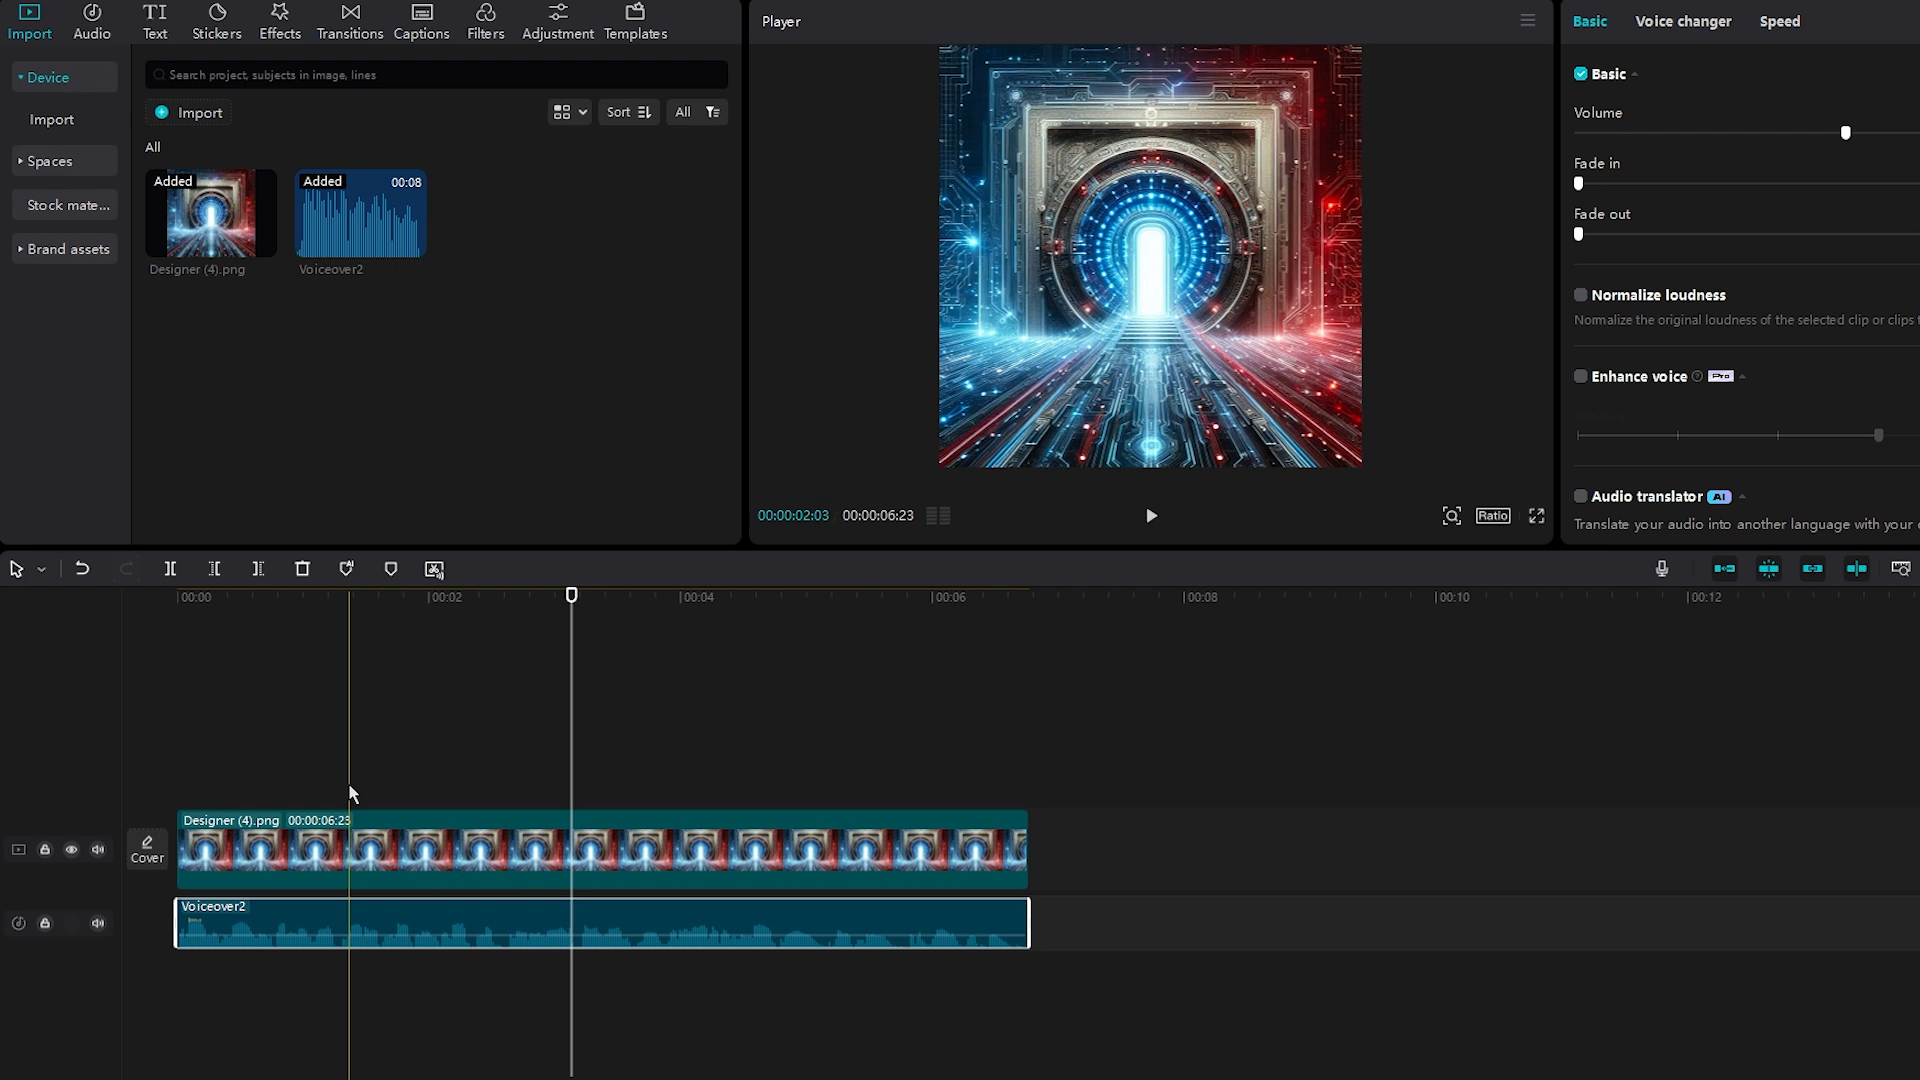 Import
Audio
Text
Stickers
Effects
Transitions
Captions
Filters
Adjustment
Templates
Device
Import
Spaces
Stock mate...
Brand assets
Search project, subjects in image, lines
Import
Sort
All
All
Added
Designer (4).png
Added
00:08
Voiceover2
Player
00:00:02:03
00:00:06:23
Ratio
Basic
Voice changer
Speed
Basic
Volume
Fade in
Fade out
Normalize loudness
Normalize the original loudness of the selected clip or clips t
Enhance voice
Pro
Audio translator
AI
Translate your audio into another language with your
00:00
00:02
00:04
00:06
00:08
00:10
00:12
Cover
Designer (4).png 00:00:06:23
Voiceover2